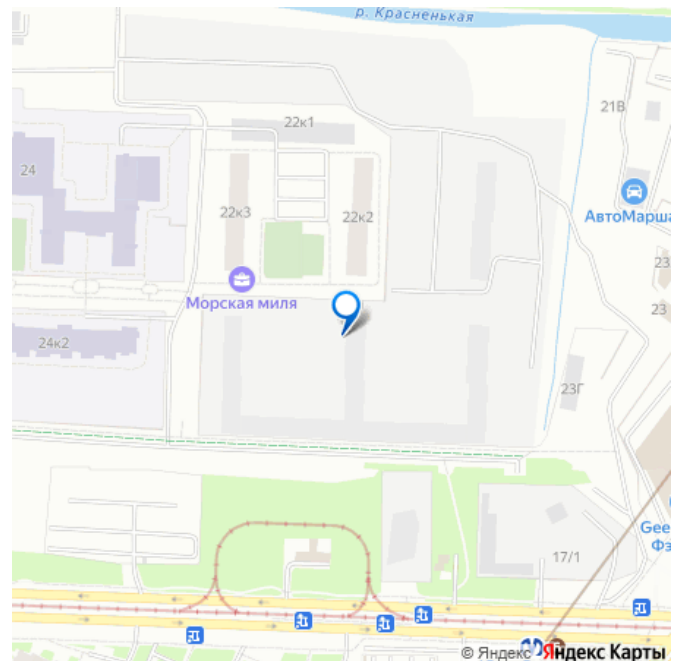 р. Красненькая
21В
22к1
24
АвтоМарша
22к3
22к2
23
Морская миля
23
24к2
23Г
Gee
Фэ
17/1
© Яндекс Яндекс Карты